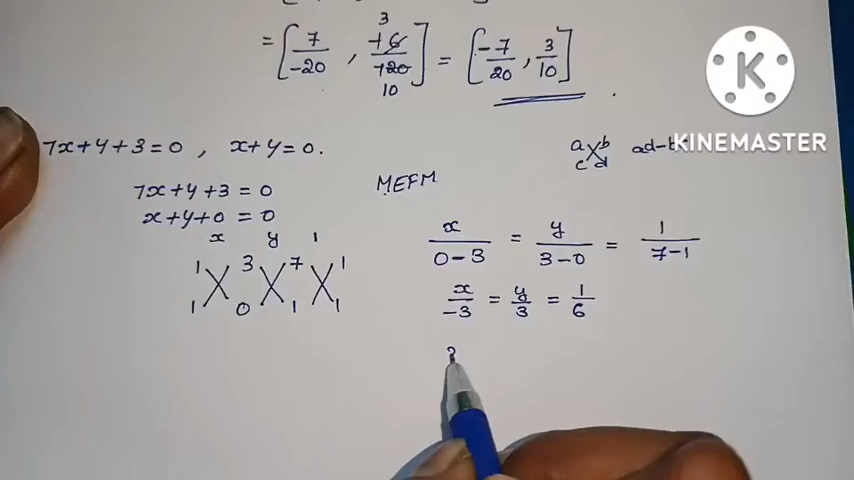 = [7/-20, 3 +6/+20 10] = [-7/20, 3/10].
7x+y+3=0, x+y=0.
a b
c d
ad-b
KINEMASTER
7x+y+3=0
x+y+0=0
MEFM
x y 1
1 3 7 1
1 0 1 1
x/0-3 = y/3-0 = 1/7-1
x/-3 = y/3 = 1/6